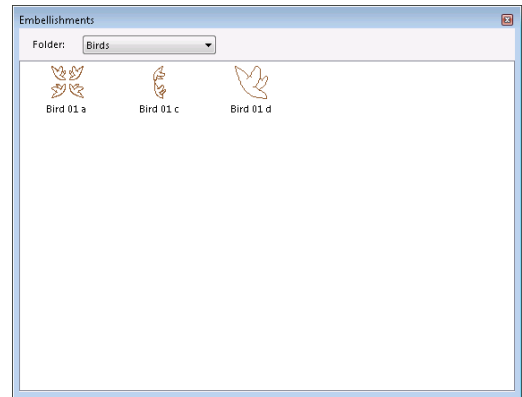 Embellishments
Folder: Birds
Bird 01 a
Bird 01 c
Bird 01 d